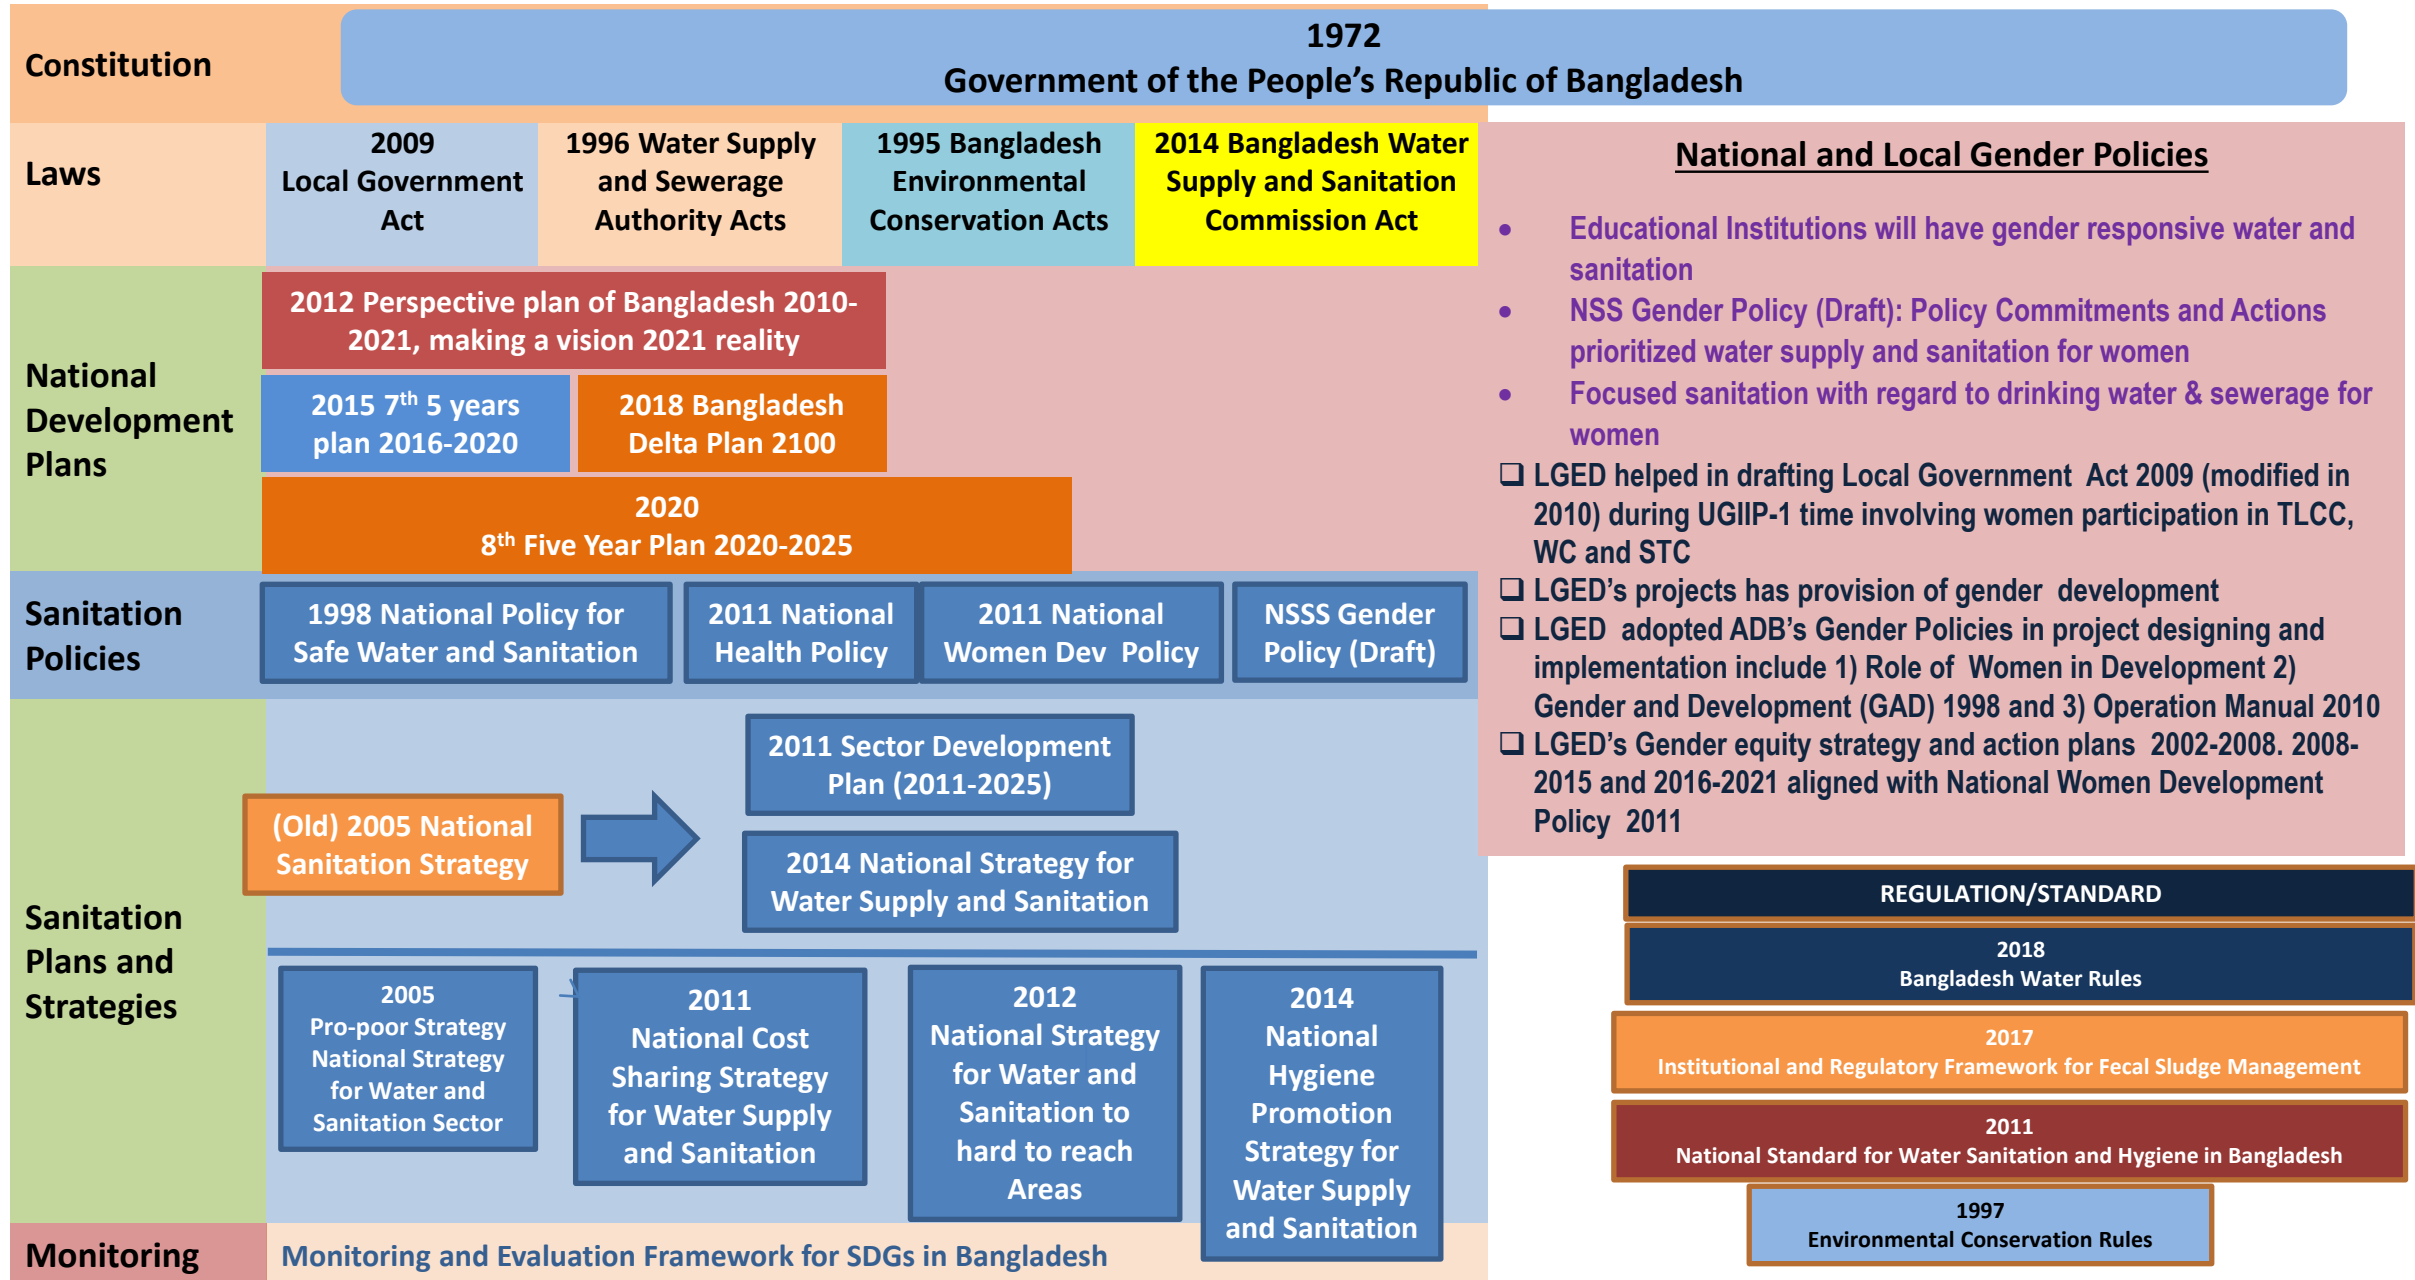 Constitution
1972
Government of the People's Republic of Bangladesh
Laws
2009
Local Government
Act
1996 Water Supply
and Sewerage
Authority Acts
1995 Bangladesh
Environmental
Conservation Acts
2014 Bangladesh Water
Supply and Sanitation
Commission Act
National
Development
Plans
2012 Perspective plan of Bangladesh 2010-
2021, making a vision 2021 reality
2015 7th 5 years
plan 2016-2020
2018 Bangladesh
Delta Plan 2100
2020
8th Five Year Plan 2020-2025
Sanitation
Policies
1998 National Policy for
Safe Water and Sanitation
2011 National
Health Policy
2011 National
Women Dev Policy
NSSS Gender
Policy (Draft)
Sanitation
Plans and
Strategies
(Old) 2005 National
Sanitation Strategy
2011 Sector Development
Plan (2011-2025)
2014 National Strategy for
Water Supply and Sanitation
2005
Pro-poor Strategy
National Strategy
for Water and
Sanitation Sector
2011
National Cost
Sharing Strategy
for Water Supply
and Sanitation
2012
National Strategy
for Water and
Sanitation to
hard to reach
Areas
2014
National
Hygiene
Promotion
Strategy for
Water Supply
and Sanitation
Monitoring
Monitoring and Evaluation Framework for SDGs in Bangladesh
National and Local Gender Policies
• Educational Institutions will have gender responsive water and
sanitation
• NSS Gender Policy (Draft): Policy Commitments and Actions
prioritized water supply and sanitation for women
• Focused sanitation with regard to drinking water & sewerage for
women
❑ LGED helped in drafting Local Government Act 2009 (modified in
2010) during UGIIP-1 time involving women participation in TLCC,
WC and STC
❑ LGED's projects has provision of gender development
❑ LGED adopted ADB's Gender Policies in project designing and
implementation include 1) Role of Women in Development 2)
Gender and Development (GAD) 1998 and 3) Operation Manual 2010
❑ LGED's Gender equity strategy and action plans 2002-2008. 2008-
2015 and 2016-2021 aligned with National Women Development
Policy 2011
REGULATION/STANDARD
2018
Bangladesh Water Rules
2017
Institutional and Regulatory Framework for Fecal Sludge Management
2011
National Standard for Water Sanitation and Hygiene in Bangladesh
1997
Environmental Conservation Rules